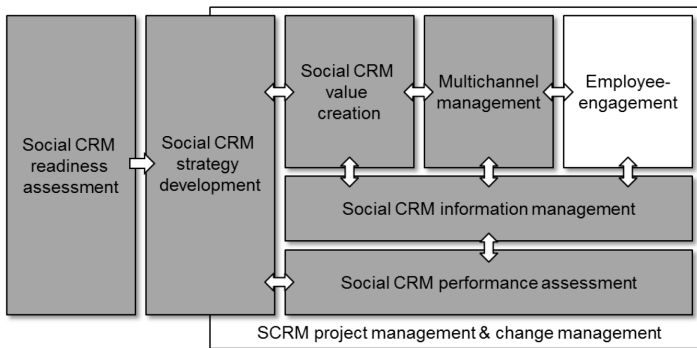 Social CRM
readiness
assessment
Social CRM
strategy
development
Social CRM
value
creation
Multichannel
management
Employee-
engagement
Social CRM information management
Social CRM performance assessment
SCRM project management & change management